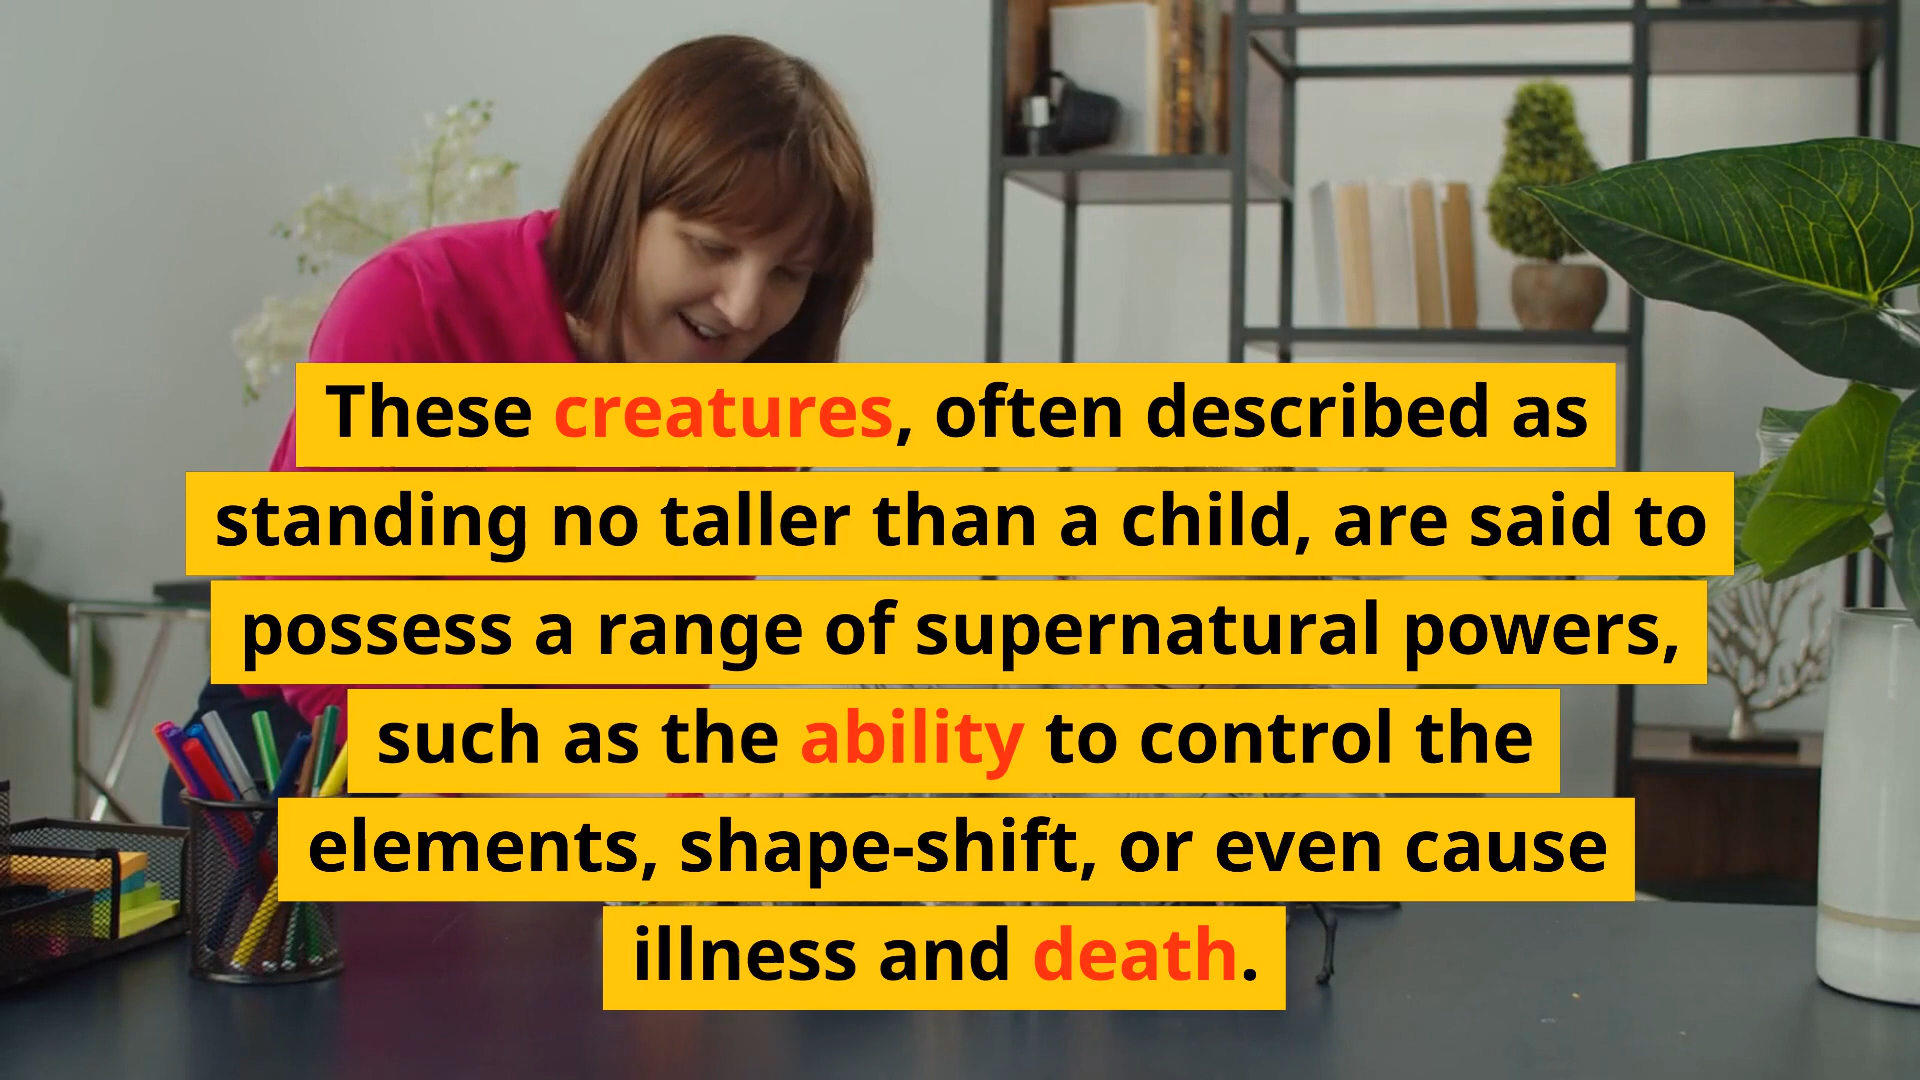 These creatures, often described as
standing no taller than a child, are said to
possess a range of supernatural powers,
such as the ability to control the
elements, shape-shift, or even cause
illness and death.